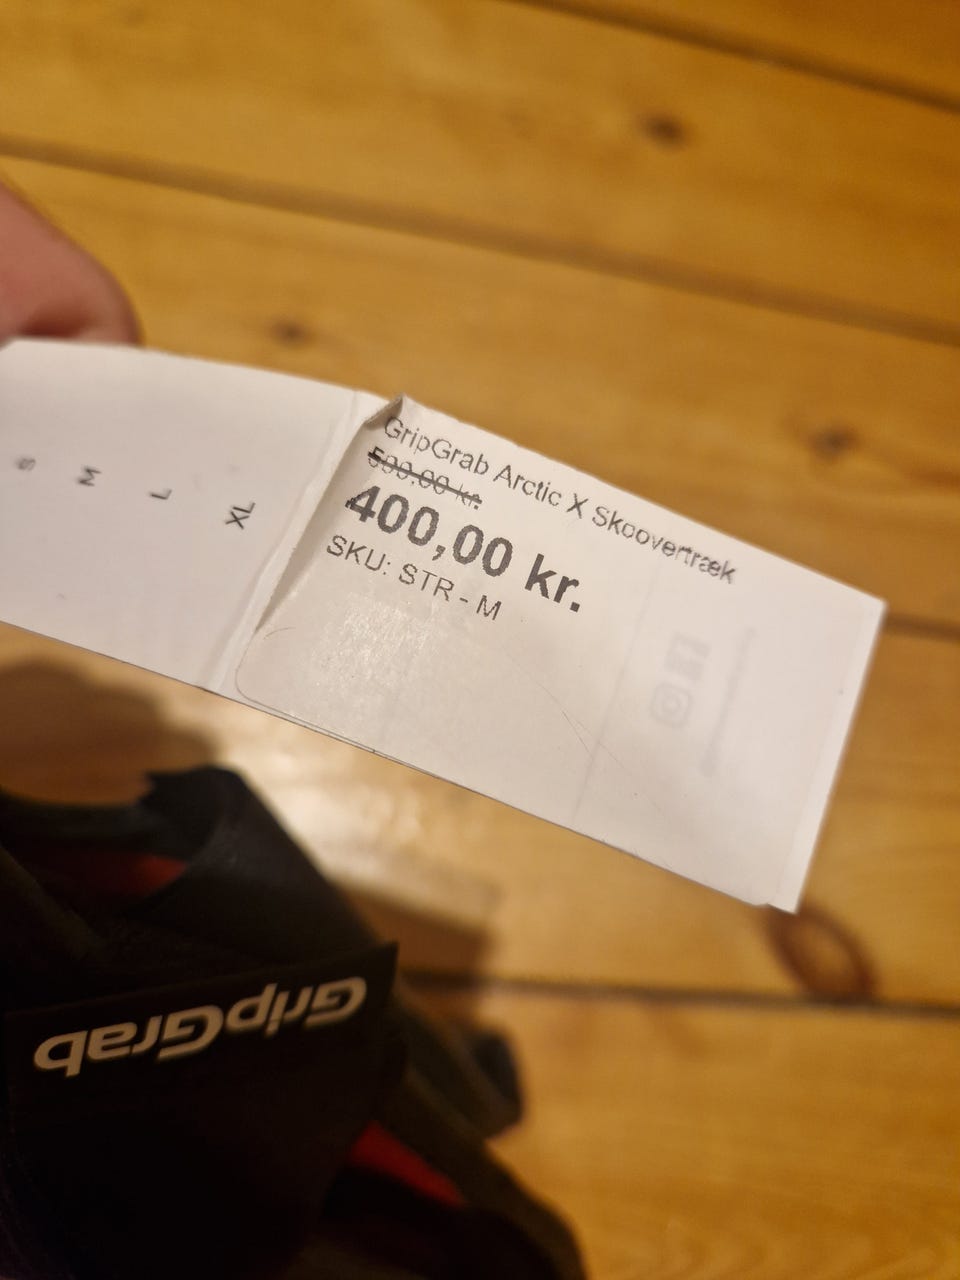 S
M
L
XL
GripGrab Arctic X Skoovertræk
500,00 kr.
400,00 kr.
SKU: STR - M
GripGrab